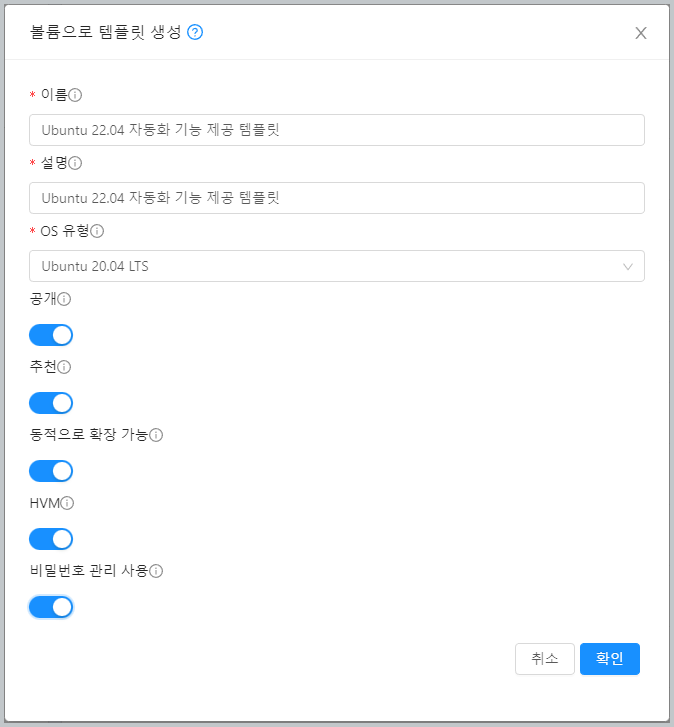 볼륨으로 템플릿 생성
* 이름
Ubuntu 22.04 자동화 기능 제공 템플릿
* 설명
Ubuntu 22.04 자동화 기능 제공 템플릿
* OS 유형
Ubuntu 20.04 LTS
공개
추천
동적으로 확장 가능
HVM
비밀번호 관리 사용
취소 확인